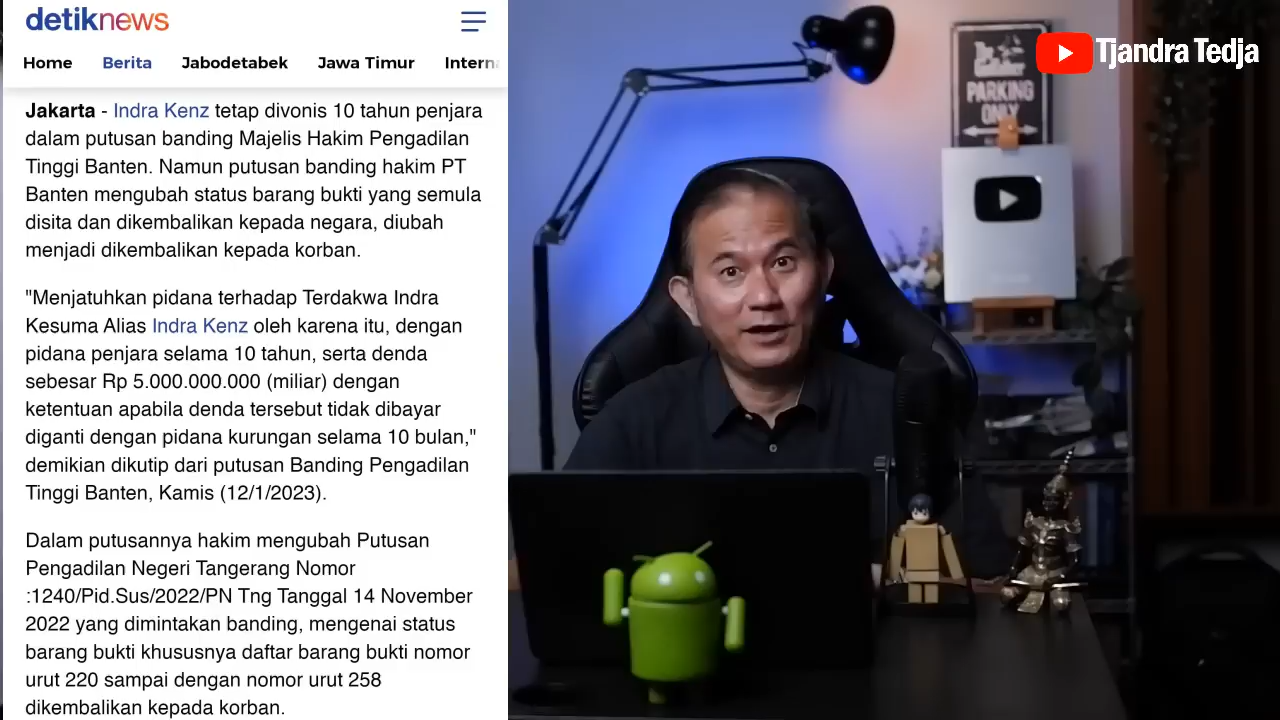 detiknews
Home Berita Jabodetabek Jawa Timur Interna
Jakarta - Indra Kenz tetap divonis 10 tahun penjara
dalam putusan banding Majelis Hakim Pengadilan
Tinggi Banten. Namun putusan banding hakim PT
Banten mengubah status barang bukti yang semula
disita dan dikembalikan kepada negara, diubah
menjadi dikembalikan kepada korban.
"Menjatuhkan pidana terhadap Terdakwa Indra
Kesuma Alias Indra Kenz oleh karena itu, dengan
pidana penjara selama 10 tahun, serta denda
sebesar Rp 5.000.000.000 (miliar) dengan
ketentuan apabila denda tersebut tidak dibayar
diganti dengan pidana kurungan selama 10 bulan,"
demikian dikutip dari putusan Banding Pengadilan
Tinggi Banten, Kamis (12/1/2023).
Dalam putusannya hakim mengubah Putusan
Pengadilan Negeri Tangerang Nomor
:1240/Pid.Sus/2022/PN Tng Tanggal 14 November
2022 yang dimintakan banding, mengenai status
barang bukti khususnya daftar barang bukti nomor
urut 220 sampai dengan nomor urut 258
dikembalikan kepada korban.
Tjandra Tedja
The
Godfather
PARKING
ONLY